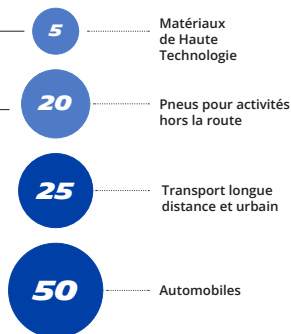 5
Matériaux
de Haute
Technologie
20
Pneus pour activités
hors la route
25
Transport longue
distance et urbain
50
Automobiles